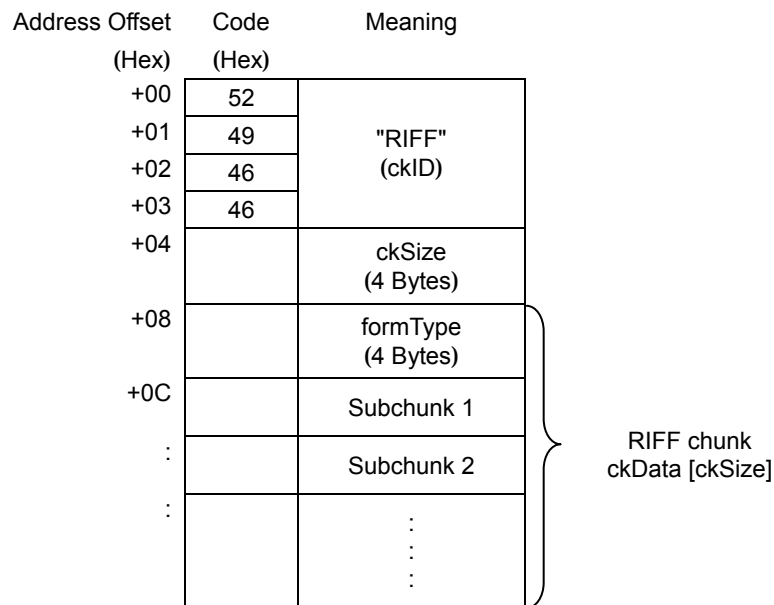 Address Offset Code Meaning
(Hex) (Hex)
+00 52
+01 49 "RIFF"
+02 46 (ckID)
+03 46
+04 ckSize
(4 Bytes)
+08 formType
(4 Bytes)
+0C Subchunk 1
: Subchunk 2
RIFF chunk
ckData [ckSize]
: :
:
: